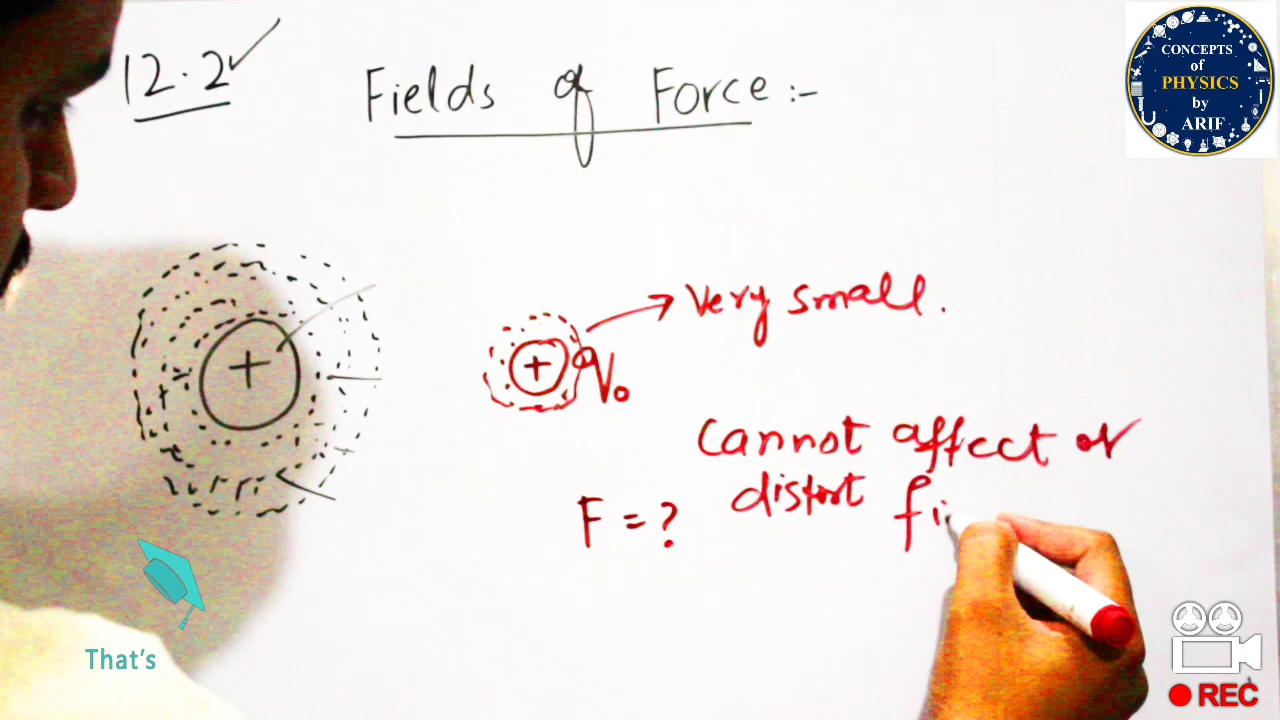 12.2
Fields of Force :-
CONCEPTS
of
PHYSICS
by
ARIF
+
+
q₀
Very small.
Cannot affect or
distort fi
F = ?
That's
REC